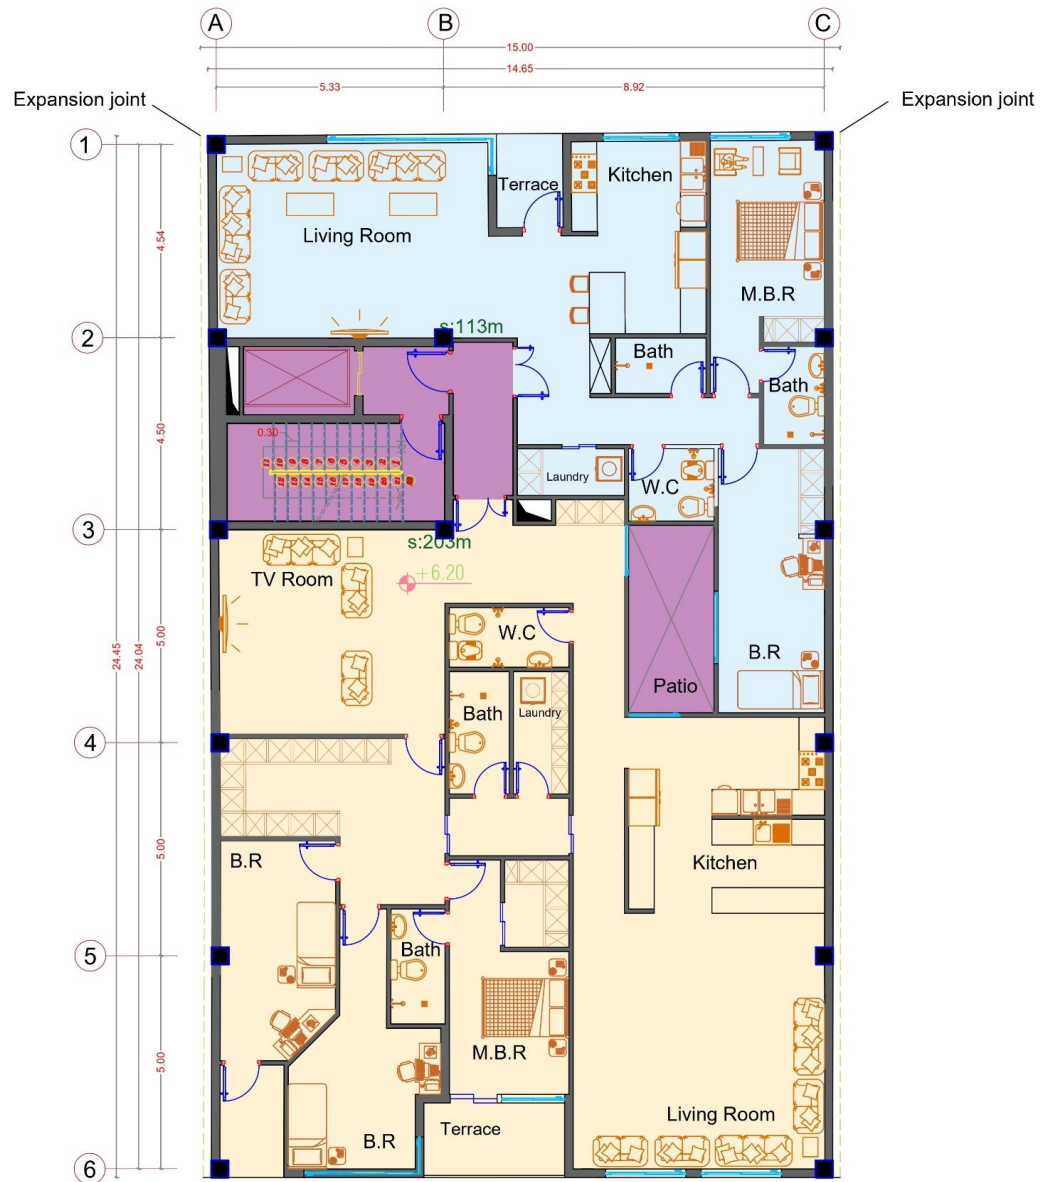 A B C
15.00
14.65
5.33 8.92
Expansion joint Expansion joint
1
Kitchen
Terrace
4.54
Living Room
M.B.R
s:113m
2
Bath
Bath
4.50
0.30
Laundry
W.C
3
s:203m
TV Room
+6.20
5.00
W.C
B.R
24.45
24.04
Patio
Bath
Laundry
4
5.00
B.R
Kitchen
Bath
5
M.B.R
5.00
Living Room
Terrace
B.R
6